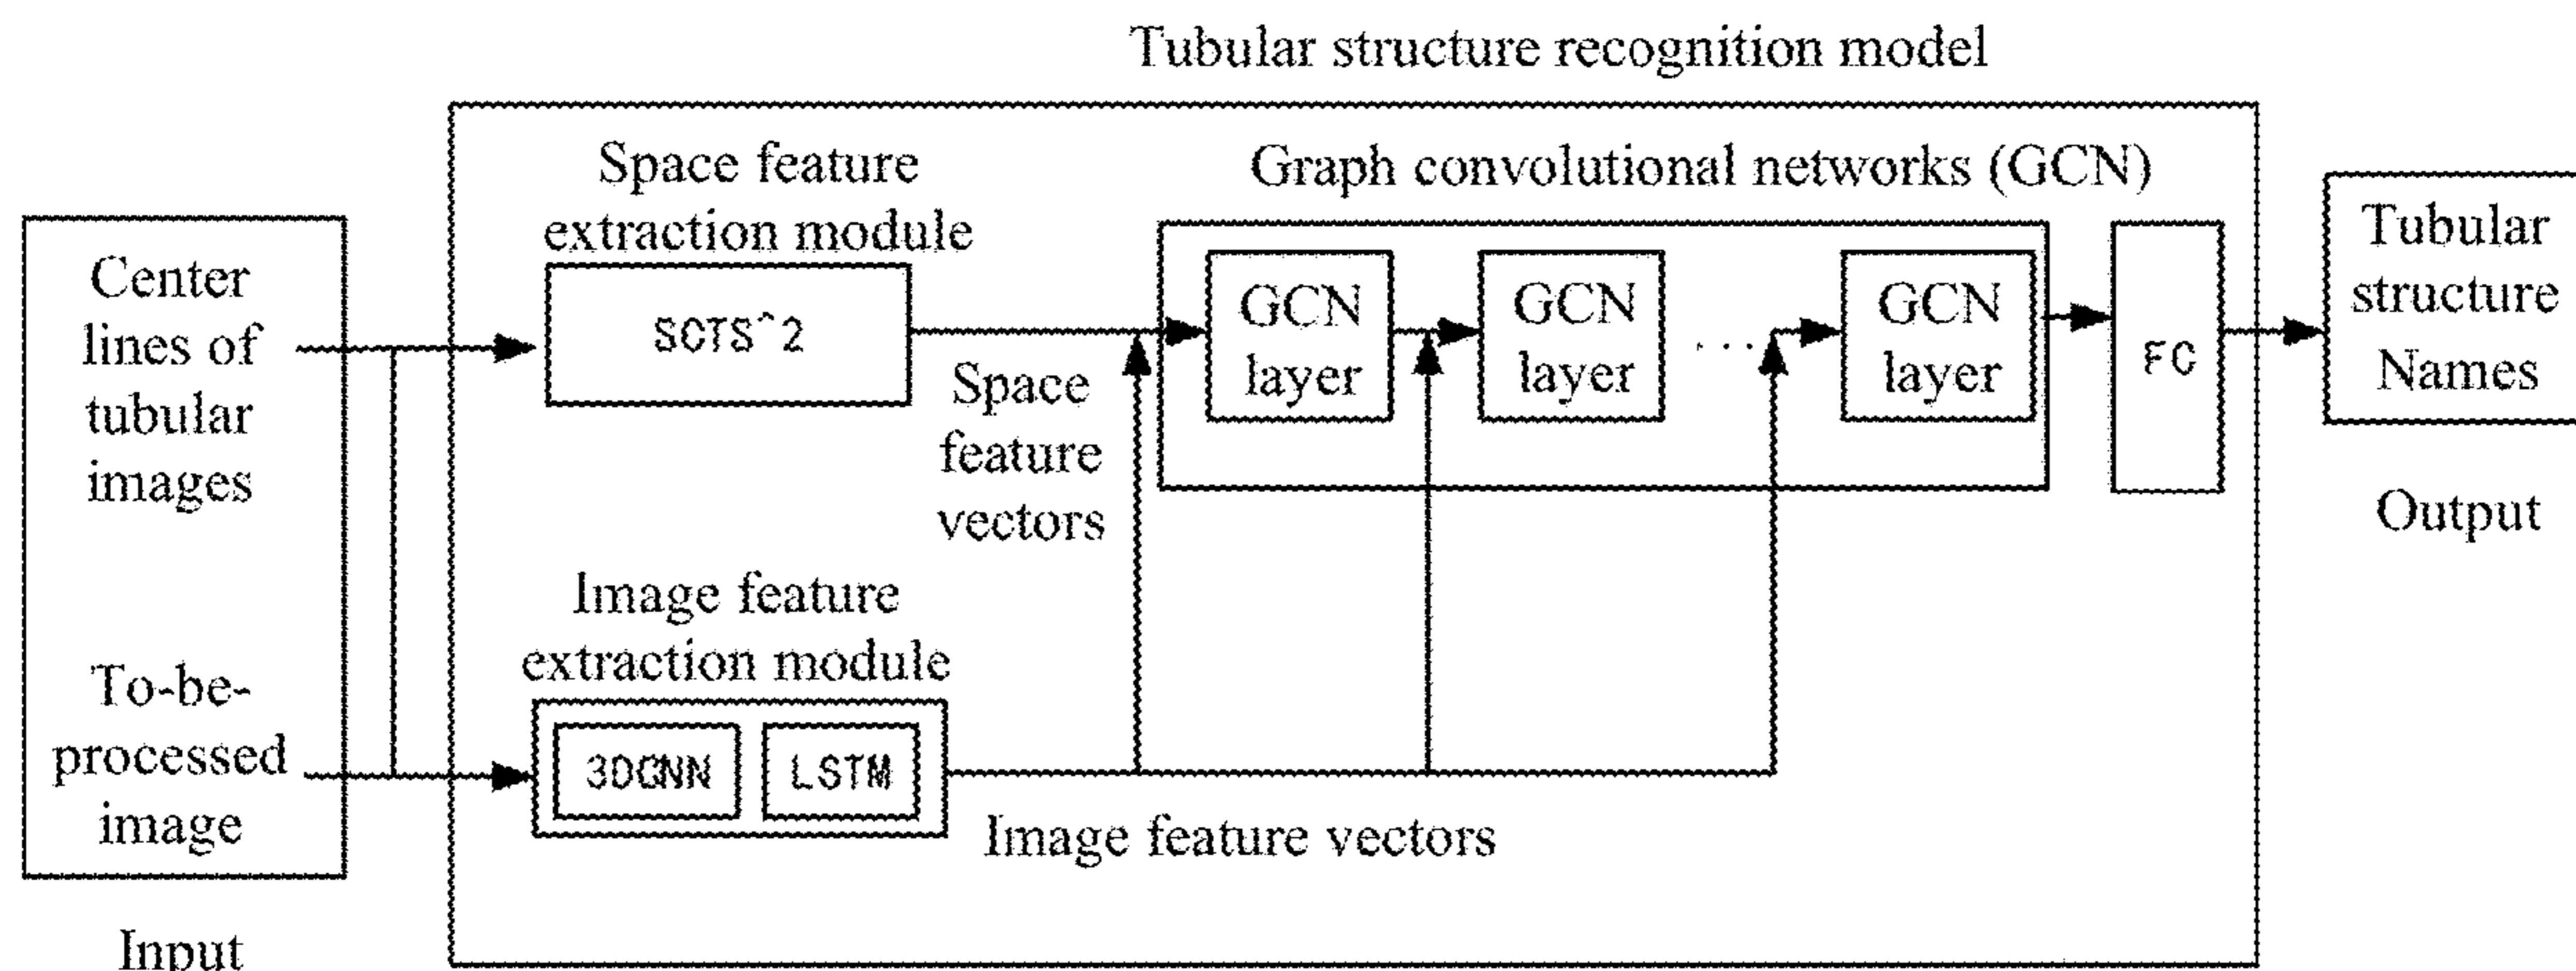 Tubular structure recognition model
Center
lines of
tubular
images
To-be-
processed
image
Input
Space feature
extraction module
SCTS^2
Space
feature
vectors
Image feature
extraction module
3DCNN
LSTM
Image feature vectors
Graph convolutional networks (GCN)
GCN
layer
GCN
layer
...
GCN
layer
FC
Tubular
structure
Names
Output